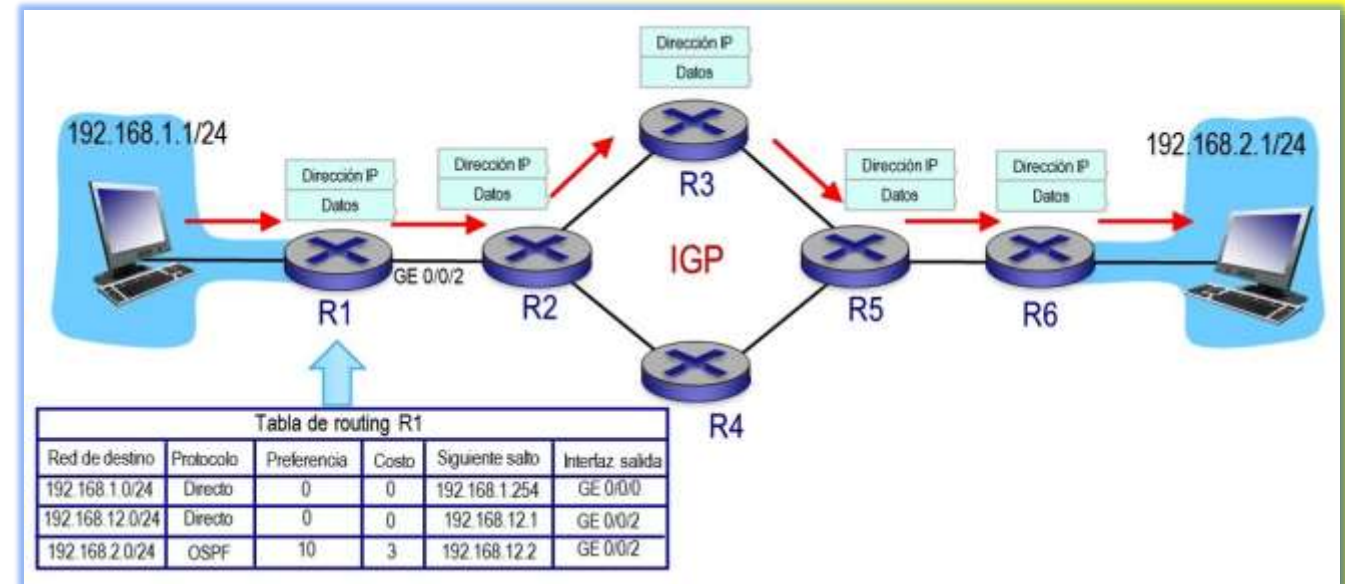 Dirección IP
Datos
192.168.1.1/24
192.168.2.1/24
Dirección IP
Datos
Dirección IP
Datos
Dirección IP
Datos
Dirección IP
Datos
R3
IGP
GE 0/0/2
R1
R2
R5
R6
R4
Tabla de routing R1
Red de destino Protocolo Preferencia Costo Siguiente salto Interfaz salida
192.168.1.0/24 Directo 0 0 192.168.1.254 GE 0/0/0
192.168.12.0/24 Directo 0 0 192.168.12.1 GE 0/0/2
192.168.2.0/24 OSPF 10 3 192.168.12.2 GE 0/0/2